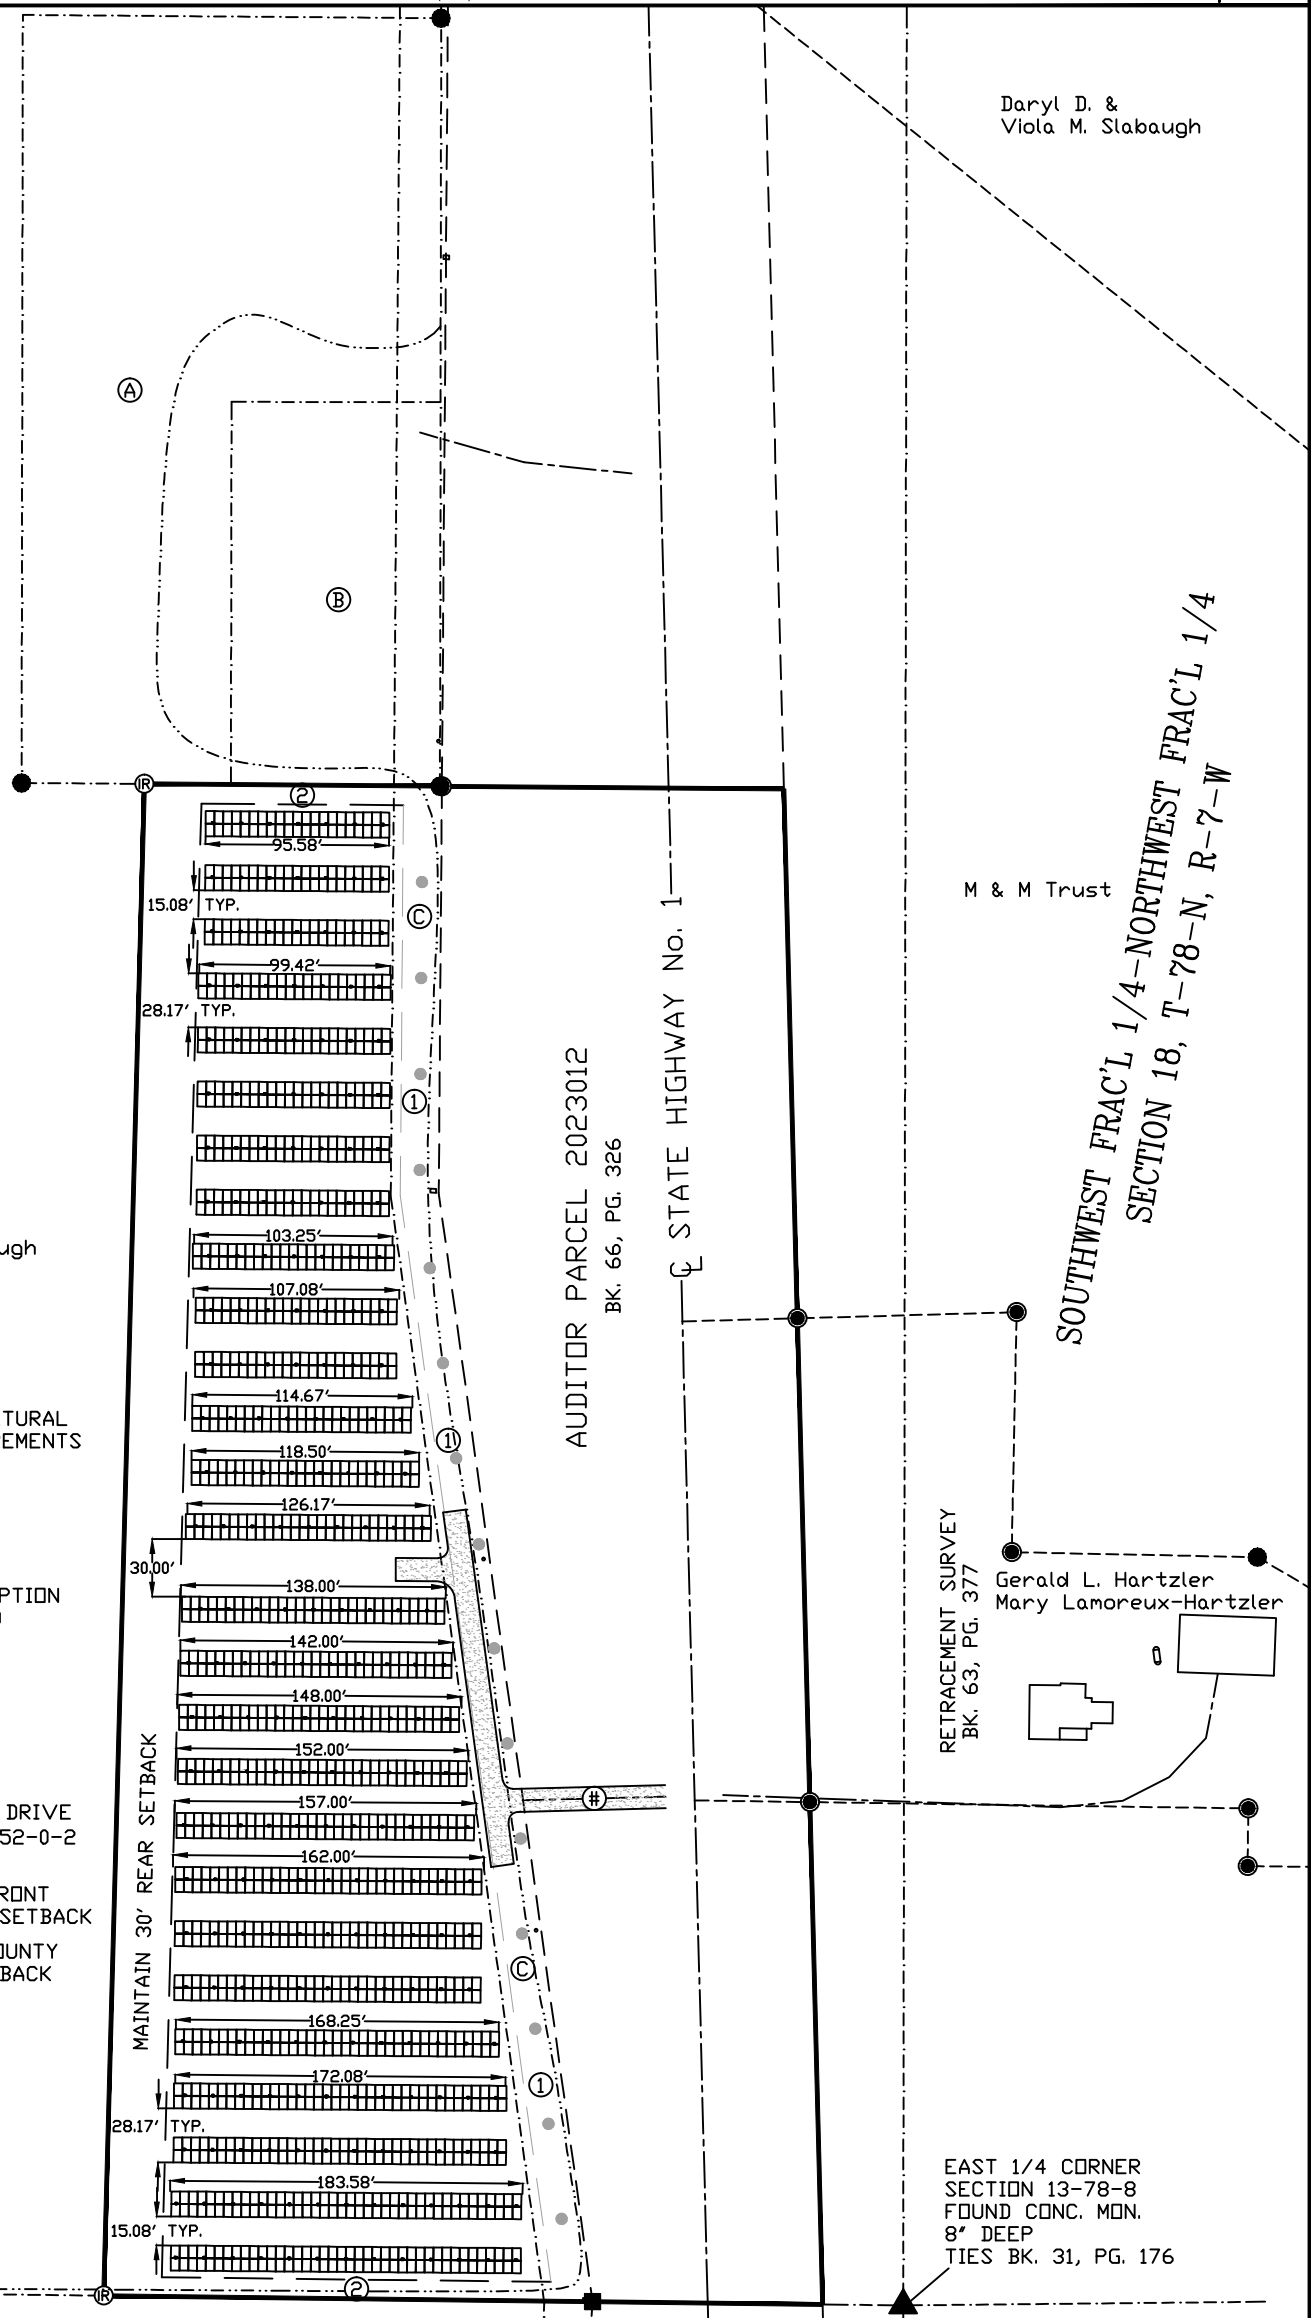 Daryl D. &
Viola M. Slabaugh
A
B
IR
2
95.58'
15.08' TYP.
C
99.42'
28.17' TYP.
1
103.25'
107.08'
114.67'
1
118.50'
126.17'
30.00'
138.00'
142.00'
148.00'
152.00'
157.00'
#
162.00'
C
168.25'
172.08'
1
28.17' TYP.
183.58'
15.08' TYP.
2
IR
MAINTAIN 30' REAR SETBACK
ugh
TURAL
EMENTS
PTION
DRIVE
52-0-2
RONT
SETBACK
OUNTY
BACK
AUDITOR PARCEL 2023012
BK. 66, PG. 326
℄ STATE HIGHWAY No. 1
M & M Trust
SOUTHWEST FRAC'L 1/4-NORTHWEST FRAC'L 1/4
SECTION 18, T-78-N, R-7-W
RETRACEMENT SURVEY
BK. 63, PG. 377
Gerald L. Hartzler
Mary Lamoreux-Hartzler
EAST 1/4 CORNER
SECTION 13-78-8
FOUND CONC. MON.
8" DEEP
TIES BK. 31, PG. 176